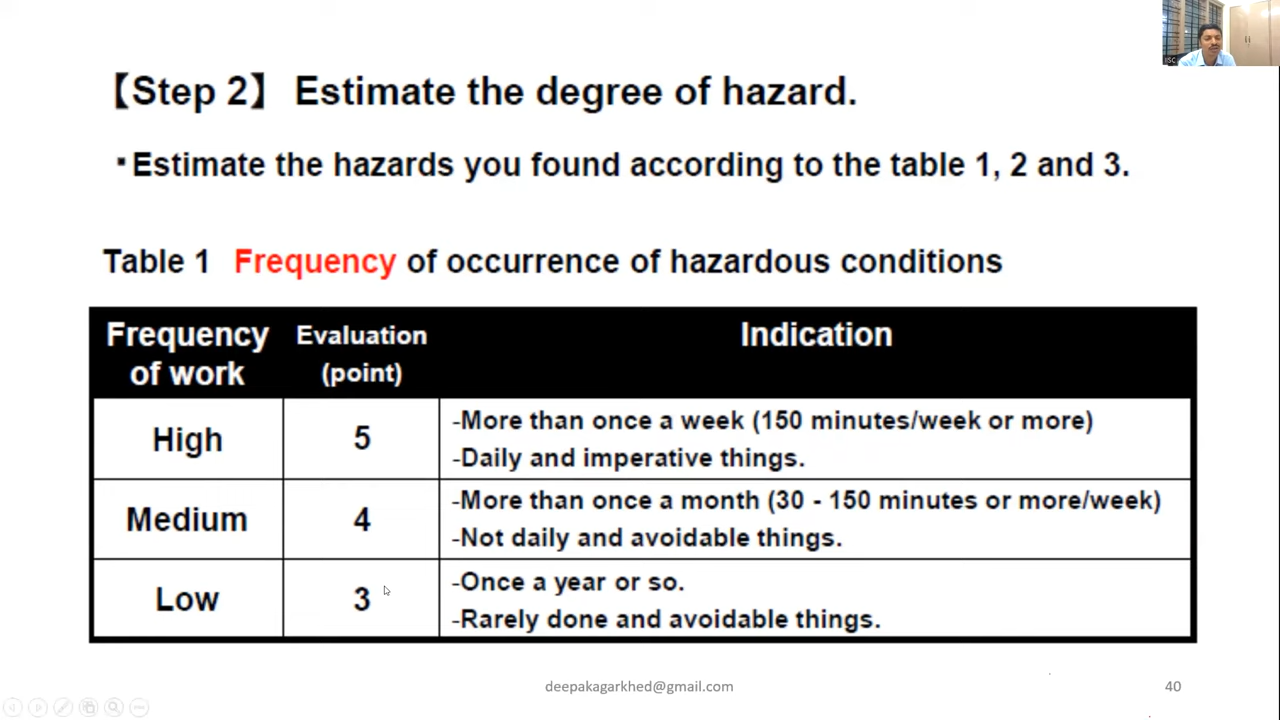 IISC
【Step 2】 Estimate the degree of hazard.
▪Estimate the hazards you found according to the table 1, 2 and 3.
Table 1 Frequency of occurrence of hazardous conditions
Frequency of work
Evaluation (point)
Indication
High
5
-More than once a week (150 minutes/week or more)
-Daily and imperative things.
Medium
4
-More than once a month (30 - 150 minutes or more/week)
-Not daily and avoidable things.
Low
3
-Once a year or so.
-Rarely done and avoidable things.
deepakagarkhed@gmail.com
40